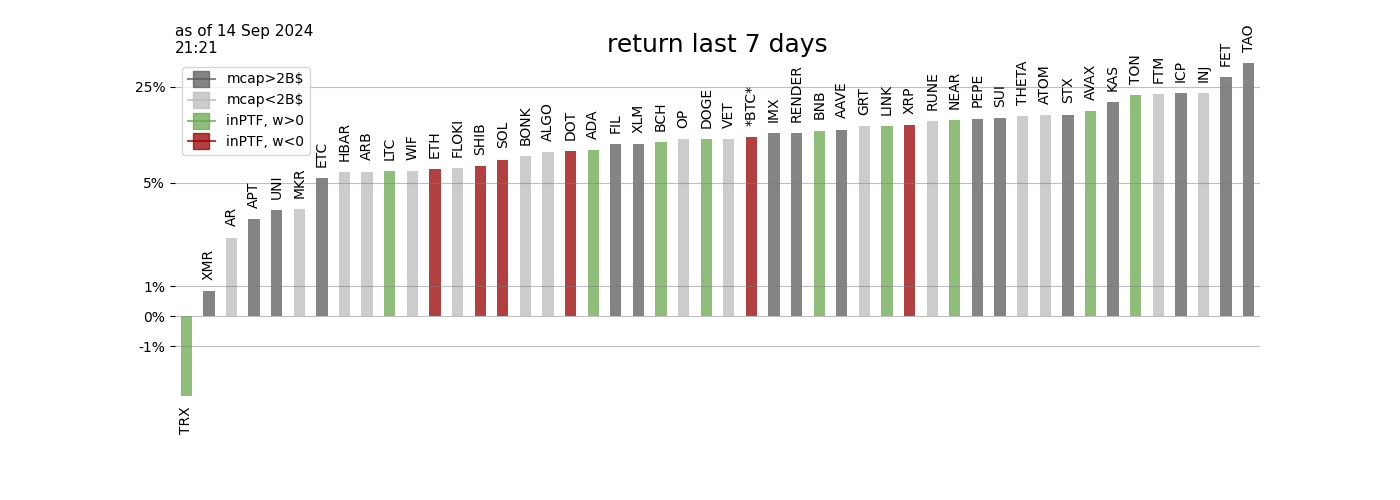 as of 14 Sep 2024
21:21
return last 7 days
mcap>2B$
mcap<2B$
inPTF, w>0
inPTF, w<0
25%
5%
1%
0%
-1%
TRX
XMR
AR
APT
UNI
MKR
ETC
HBAR
ARB
LTC
WIF
ETH
FLOKI
SHIB
SOL
BONK
ALGO
DOT
ADA
FIL
XLM
BCH
OP
DOGE
VET
*BTC*
IMX
RENDER
BNB
AAVE
GRT
LINK
XRP
RUNE
NEAR
PEPE
SUI
THETA
ATOM
STX
AVAX
KAS
TON
FTM
ICP
INJ
FET
TAO